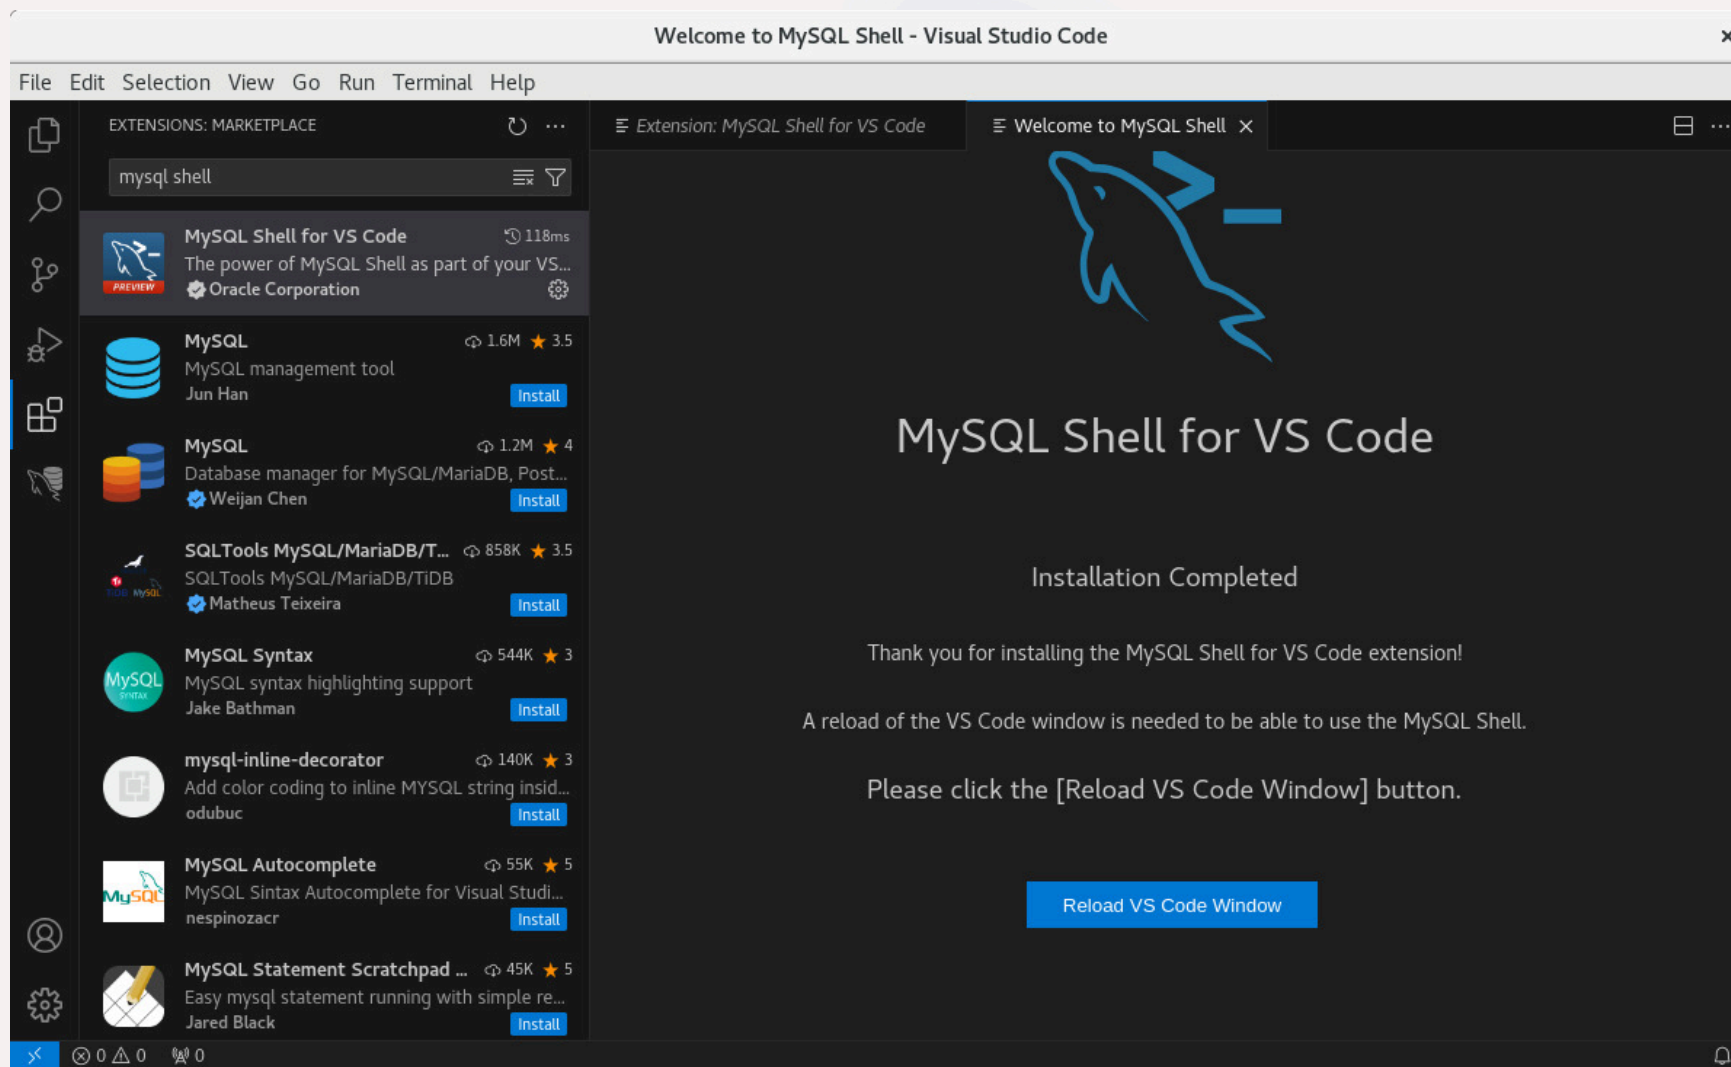 Welcome to MySQL Shell - Visual Studio Code
File Edit Selection View Go Run Terminal Help
EXTENSIONS: MARKETPLACE
mysql shell
MySQL Shell for VS Code 118ms
The power of MySQL Shell as part of your VS...
PREVIEW
Oracle Corporation
MySQL 1.6M 3.5
MySQL management tool
Jun Han
Install
MySQL 1.2M 4
Database manager for MySQL/MariaDB, Post...
Weijan Chen
Install
SQLTools MySQL/MariaDB/T... 858K 3.5
SQLTools MySQL/MariaDB/TiDB
TiDB MySQL
Matheus Teixeira
Install
MySQL Syntax 544K 3
MySQL
SYNTAX
MySQL syntax highlighting support
Jake Bathman
Install
mysql-inline-decorator 140K 3
Add color coding to inline MYSQL string insid...
odubuc
Install
MySQL Autocomplete 55K 5
MySQL
MySQL Sintax Autocomplete for Visual Studi...
nespinozacr
Install
MySQL Statement Scratchpad ... 45K 5
Easy mysql statement running with simple re...
Jared Black
Install
Extension: MySQL Shell for VS Code
Welcome to MySQL Shell
MySQL Shell for VS Code
Installation Completed
Thank you for installing the MySQL Shell for VS Code extension!
A reload of the VS Code window is needed to be able to use the MySQL Shell.
Please click the [Reload VS Code Window] button.
Reload VS Code Window
0 0 0